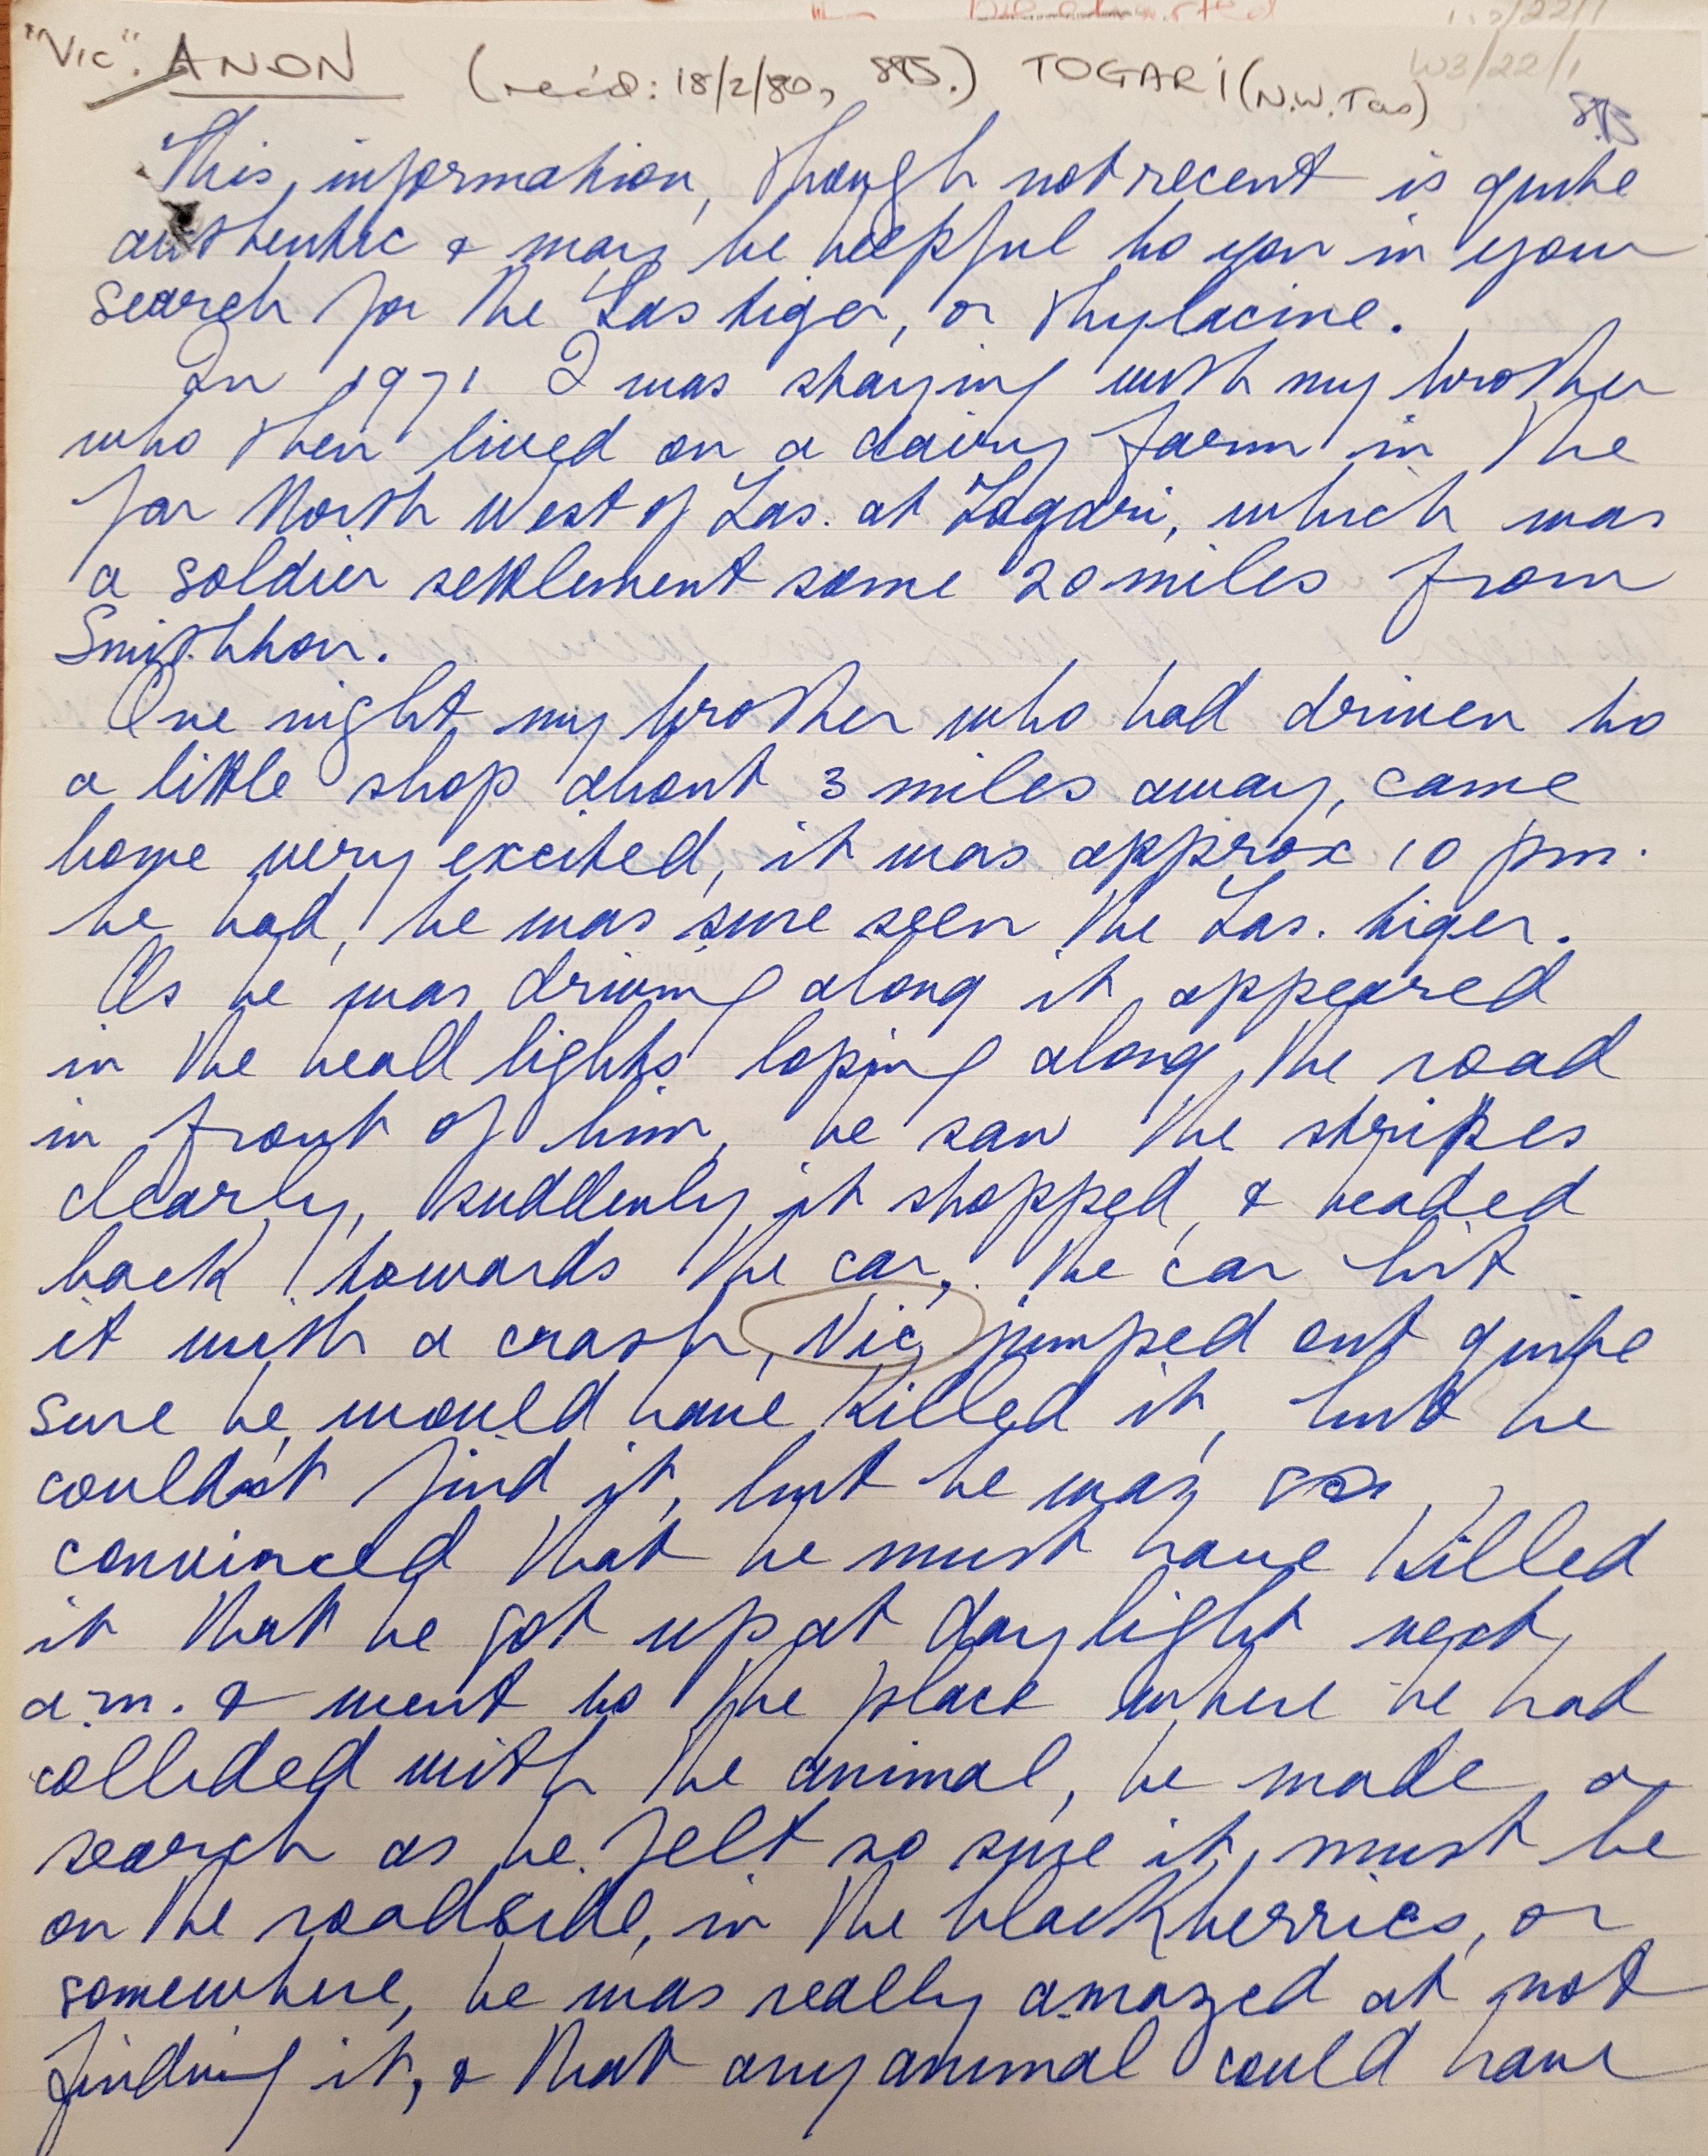 "Vic". ANON (rec'd: 18/2/80, SJS.) TOGARI (N.W. Tas)
W3/22/1
SJS
This, information, though not recent is quite
authentic & may be helpful to you in your
search for the Tas tiger, or Thylacine.
In 1971 I was staying with my brother
who then lived on a dairy farm in the
far North West of Tas. at Togari, which was
a soldier settlement some 20 miles from
Smithton.
One night my brother who had driven to
a little shop about 3 miles away, came
home very excited, it was approx 10 pm.
he had, he was sure seen the Tas. tiger.
As he was driving along it appeared
in the head lights loping along the road
in front of him, he saw the stripes
clearly, suddenly it stopped, & headed
back towards the car, the car hit
it with a crash, Vic, jumped out quite
sure he would have killed it, but he
couldnt find it, but he was so
convinced that he must have killed
it that he got up at daylight next
a.m. & went to the place where he had
collided with the animal, he made a
search as he felt so sure it must be
on the roadside, in the blackberries, or
somewhere, he was really amazed at not
finding it, & that any animal could have